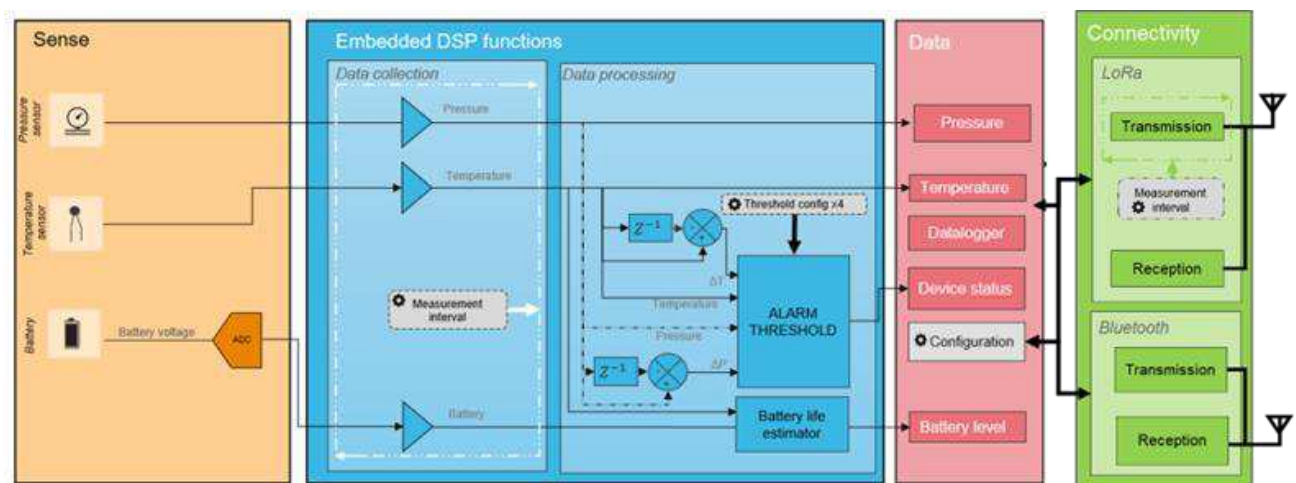 Sense
Pressure
sensor
Temperature
sensor
Battery
Battery voltage
ADC
Embedded DSP functions
Data collection
Pressure
Temperature
Measurement
interval
Battery
Data processing
Threshold config x4
Z⁻¹
ΔT
Temperature
Pressure
Z⁻¹
ΔP
ALARM
THRESHOLD
Battery life
estimator
Data
Pressure
Temperature
Datalogger
Device status
Configuration
Battery level
Connectivity
LoRa
Transmission
Measurement
interval
Reception
Bluetooth
Transmission
Reception